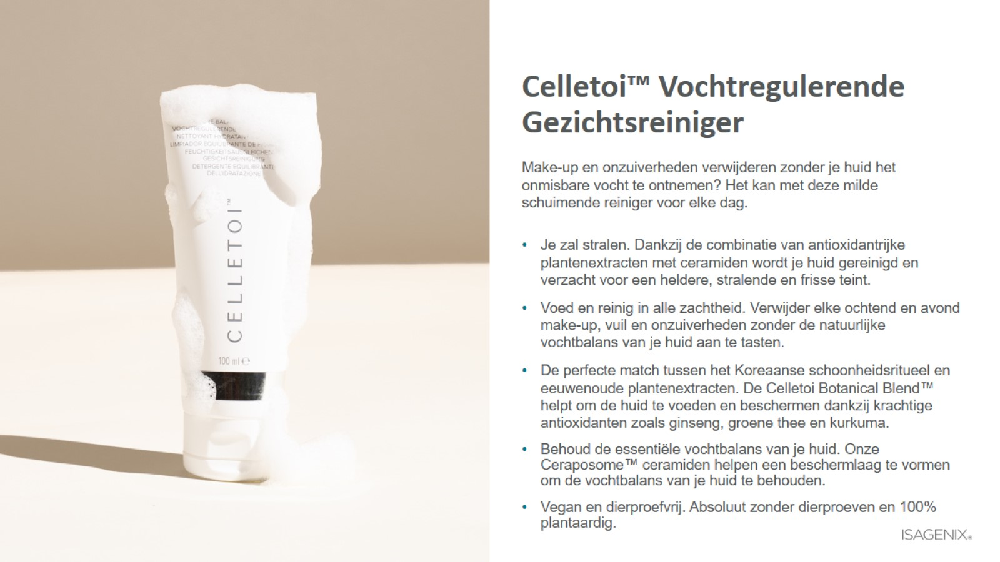 VOCHTREGULERENDE
NETTOYANT HYDRATAN
LIMPIADOR EQUILIBRANTE DE
FEUCHTIGKEITSAUSGLEICHEN
GESICHTSREINIGUNG
DETERGENTE EQUILIBRANTE
DELL'IDRATAZIONE
CELLETOI™
100 ml ℮
Celletoi™ Vochtregulerende
Gezichtsreiniger
Make-up en onzuiverheden verwijderen zonder je huid het
onmisbare vocht te ontnemen? Het kan met deze milde
schuimende reiniger voor elke dag.
• Je zal stralen. Dankzij de combinatie van antioxidantrijke
plantenextracten met ceramiden wordt je huid gereinigd en
verzacht voor een heldere, stralende en frisse teint.
• Voed en reinig in alle zachtheid. Verwijder elke ochtend en avond
make-up, vuil en onzuiverheden zonder de natuurlijke
vochtbalans van je huid aan te tasten.
• De perfecte match tussen het Koreaanse schoonheidsritueel en
eeuwenoude plantenextracten. De Celletoi Botanical Blend™
helpt om de huid te voeden en beschermen dankzij krachtige
antioxidanten zoals ginseng, groene thee en kurkuma.
• Behoud de essentiële vochtbalans van je huid. Onze
Ceraposome™ ceramiden helpen een beschermlaag te vormen
om de vochtbalans van je huid te behouden.
• Vegan en dierproefvrij. Absoluut zonder dierproeven en 100%
plantaardig.
ISAGENIX®